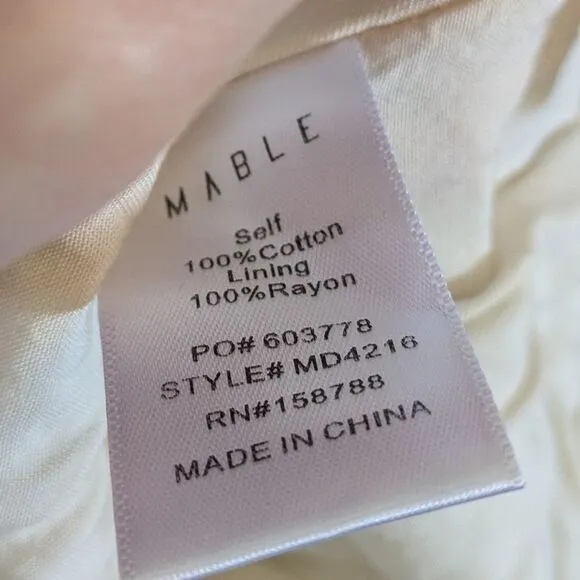 MABLE
Self
100%Cotton
Lining
100%Rayon
PO# 603778
STYLE# MD4216
RN#158788
MADE IN CHINA